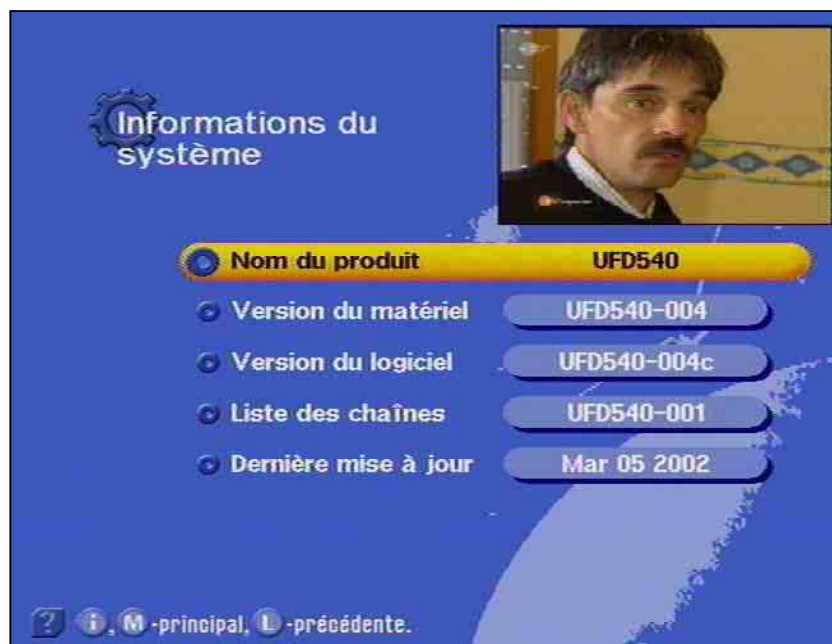 Informations du
système
Nom du produit UFD540
Version du matériel UFD540-004
Version du logiciel UFD540-004c
Liste des chaînes UFD540-001
Dernière mise à jour Mar 05 2002
? i, M -principal, L -précédente.